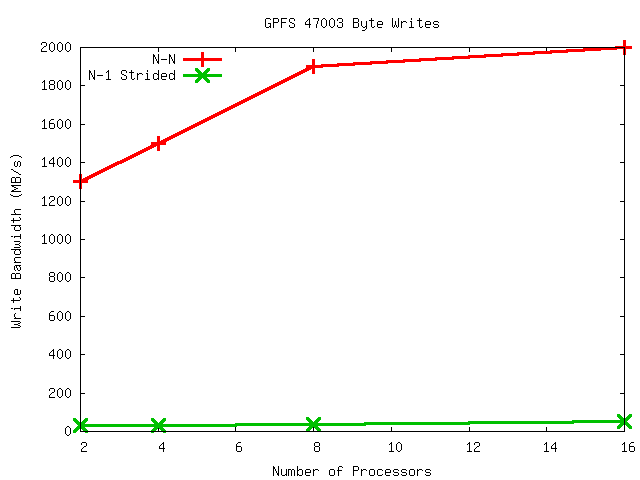 GPFS 47003 Byte Writes
N-N
N-1 Strided
Write Bandwidth (MB/s)
2000
1800
1600
1400
1200
1000
800
600
400
200
0
2 4 6 8 10 12 14 16
Number of Processors